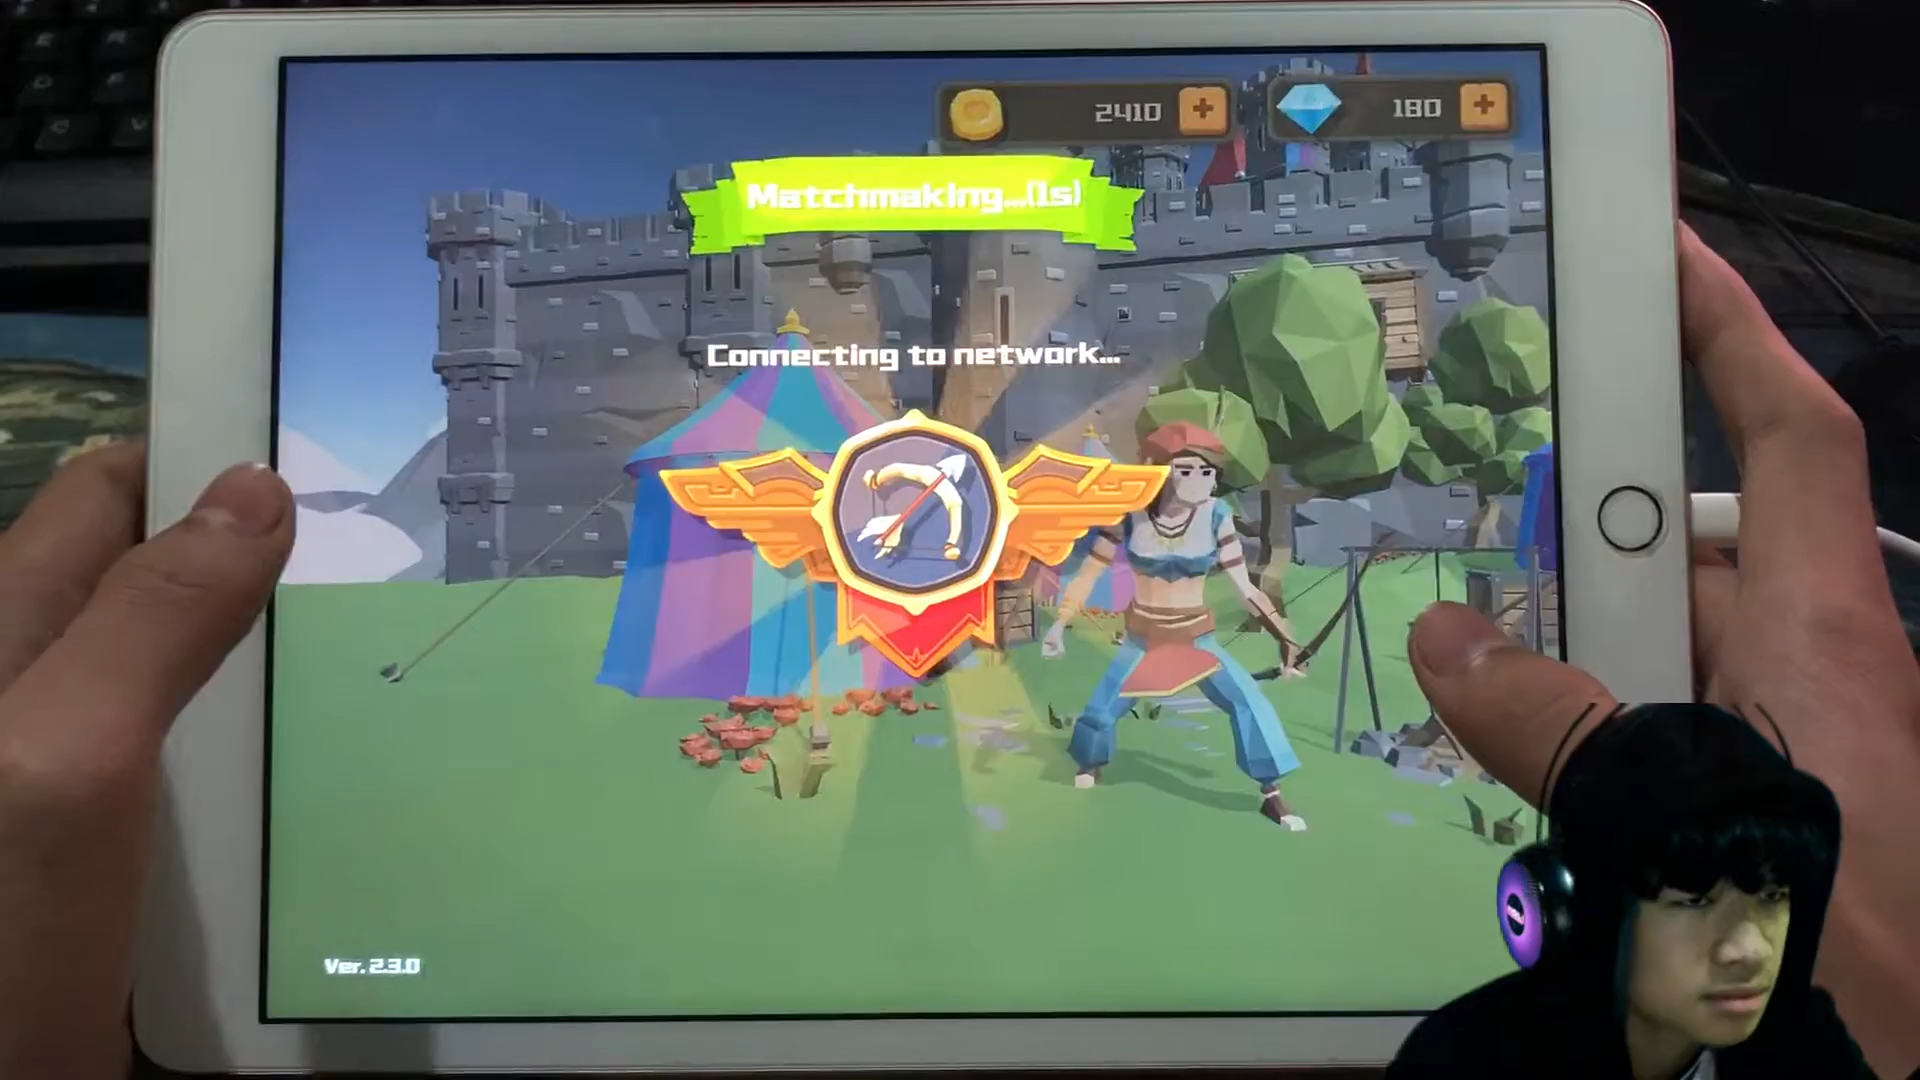 2410
180
Matchmaking...(1s)
Connecting to network...
Ver. 2.3.0